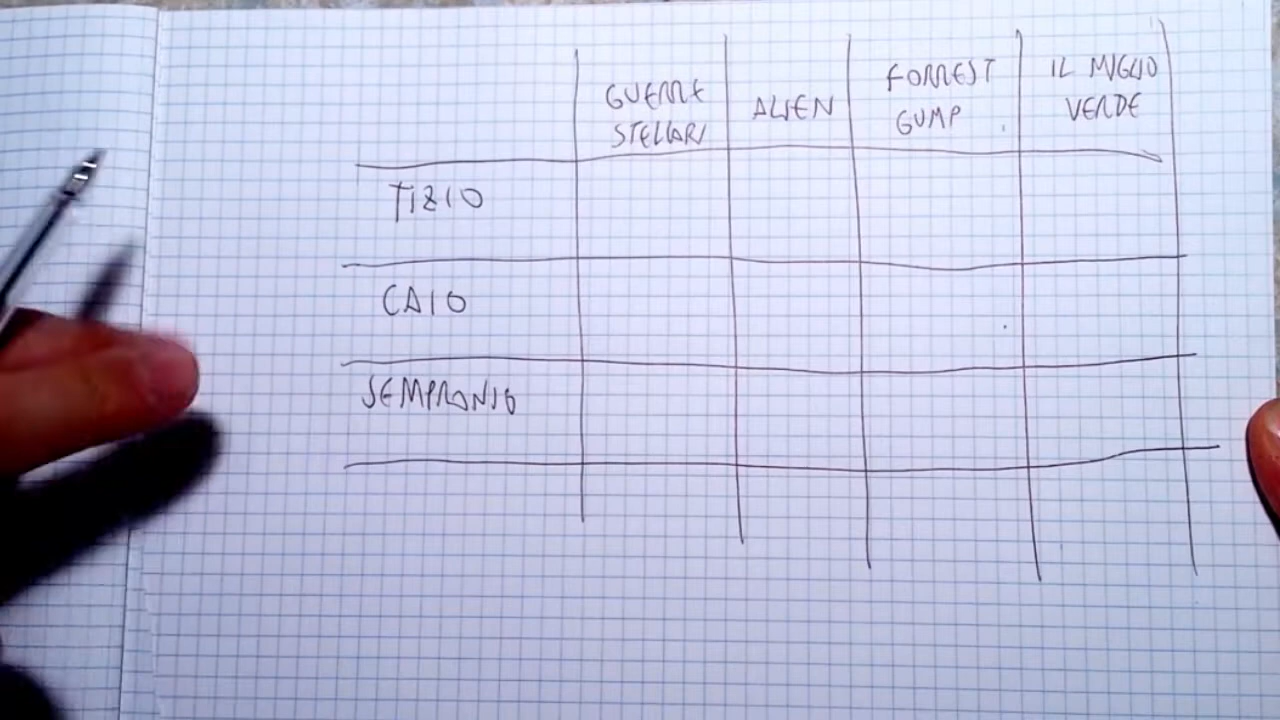 GUERRE
STELLARI
ALIEN
FORREST
GUMP
IL MIGLIO
VERDE
TIZIO
CAIO
SEMPRONIO